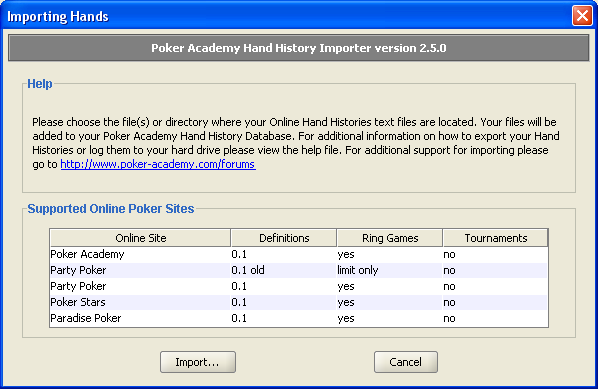 Importing Hands
Poker Academy Hand History Importer version 2.5.0
Help
Please choose the file(s) or directory where your Online Hand Histories text files are located. Your files will be
added to your Poker Academy Hand History Database. For additional information on how to export your Hand
Histories or log them to your hard drive please view the help file. For additional support for importing please
go to http://www.poker-academy.com/forums
Supported Online Poker Sites
Online Site Definitions Ring Games Tournaments
Poker Academy 0.1 yes no
Party Poker 0.1 old limit only no
Party Poker 0.1 yes no
Poker Stars 0.1 yes no
Paradise Poker 0.1 yes no
Import... Cancel